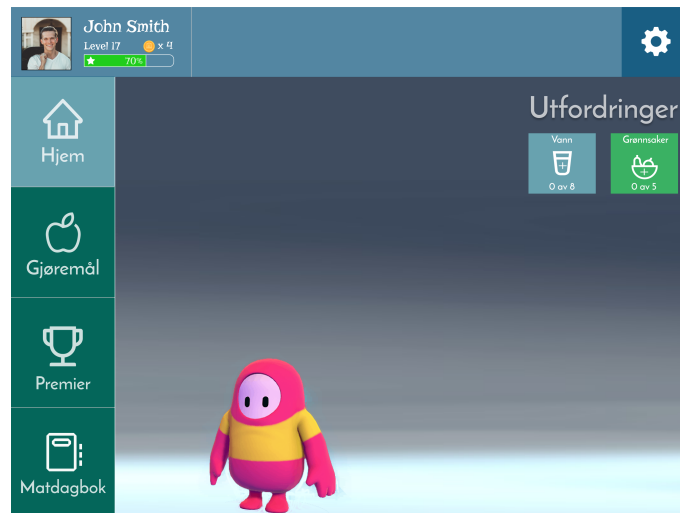 John Smith
Level 17 x 4
70%
Hjem
Gjøremål
Premier
Matdagbok
Utfordringer
Vann
0 av 8
Grønnsaker
0 av 5